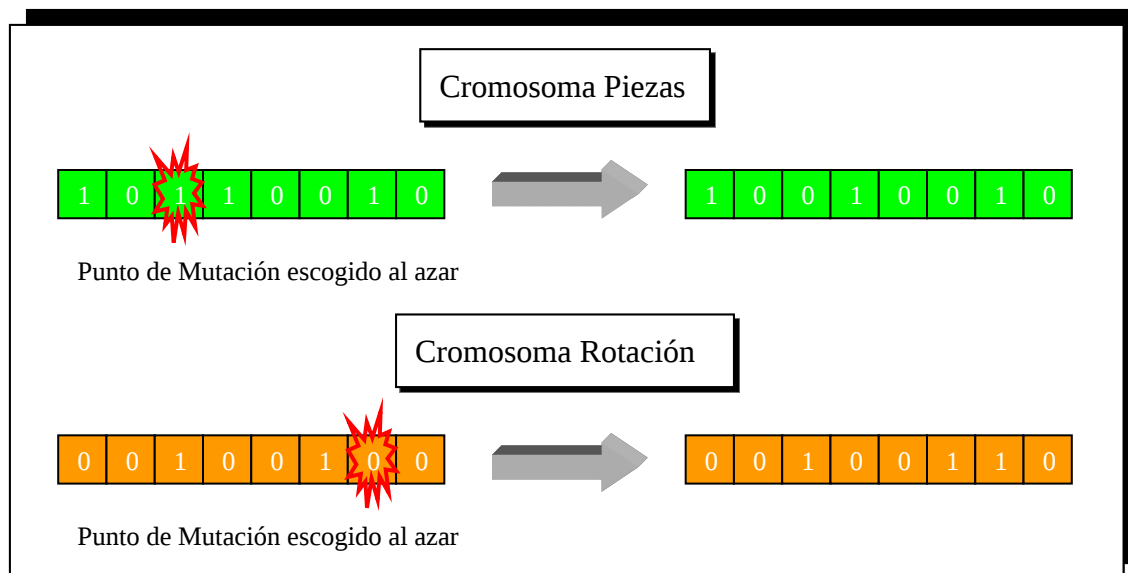 Cromosoma Piezas
1 0 1 1 0 0 1 0 1 0 0 1 0 0 1 0
Punto de Mutación escogido al azar
Cromosoma Rotación
0 0 1 0 0 1 0 0 0 0 1 0 0 1 1 0
Punto de Mutación escogido al azar